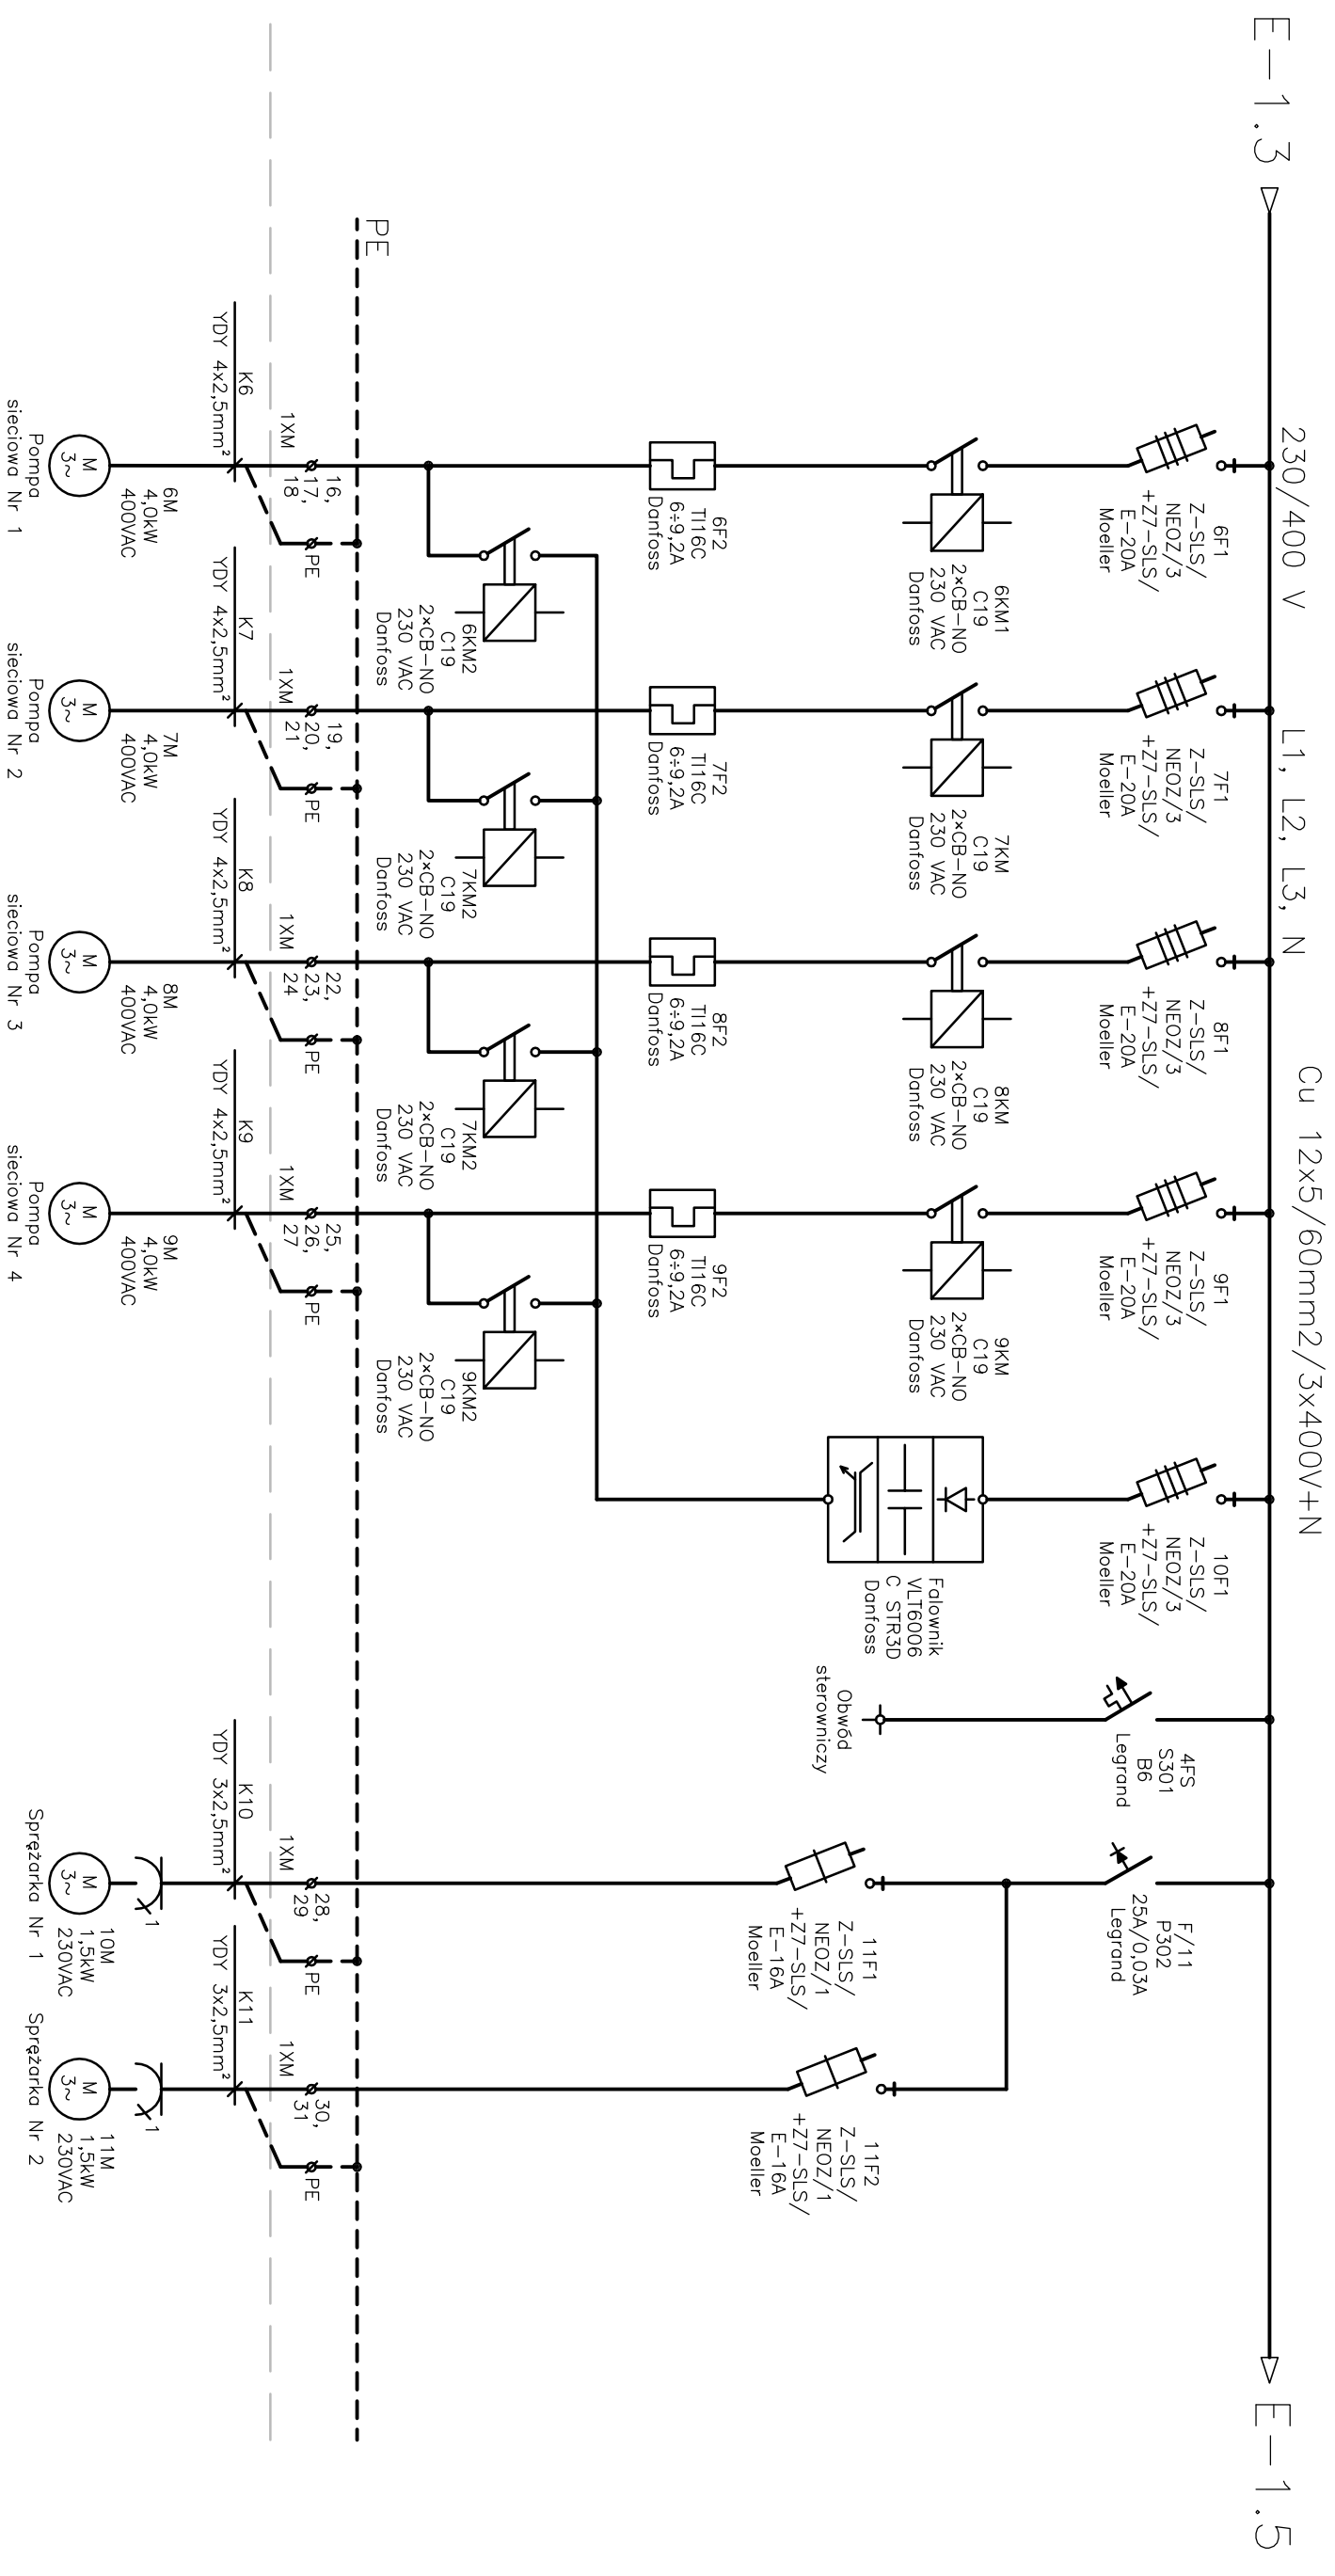 E-1.3
230/400 V
L1, L2, L3, N
Cu 12x5/60mm2/3x400V+N
E-1.5
6F1
Z-SLS/
NEOZ/3
+Z7-SLS/
E-20A
Moeller
7F1
Z-SLS/
NEOZ/3
+Z7-SLS/
E-20A
Moeller
8F1
Z-SLS/
NEOZ/3
+Z7-SLS/
E-20A
Moeller
9F1
Z-SLS/
NEOZ/3
+Z7-SLS/
E-20A
Moeller
10F1
Z-SLS/
NEOZ/3
+Z7-SLS/
E-20A
Moeller
4FS
S301
B6
Legrand
F/11
P302
25A/0,03A
Legrand
6KM1
C19
2×CB-NO
230 VAC
Danfoss
7KM
C19
2×CB-NO
230 VAC
Danfoss
8KM
C19
2×CB-NO
230 VAC
Danfoss
9KM
C19
2×CB-NO
230 VAC
Danfoss
Falownik
VLT6006
C STR3D
Danfoss
Obwód
sterowniczy
11F1
Z-SLS/
NEOZ/1
+Z7-SLS/
E-16A
Moeller
11F2
Z-SLS/
NEOZ/1
+Z7-SLS/
E-16A
Moeller
6F2
TI16C
6÷9,2A
Danfoss
7F2
TI16C
6÷9,2A
Danfoss
8F2
TI16C
6÷9,2A
Danfoss
9F2
TI16C
6÷9,2A
Danfoss
6KM2
C19
2×CB-NO
230 VAC
Danfoss
7KM2
C19
2×CB-NO
230 VAC
Danfoss
7KM2
C19
2×CB-NO
230 VAC
Danfoss
9KM2
C19
2×CB-NO
230 VAC
Danfoss
PE
1XM
16,
17,
18
PE
1XM
19,
20,
21
PE
1XM
22,
23,
24
PE
1XM
25,
26,
27
PE
1XM
28,
29
PE
1XM
30,
31
PE
K6
YDY 4x2,5mm²
K7
YDY 4x2,5mm²
K8
YDY 4x2,5mm²
K9
YDY 4x2,5mm²
K10
YDY 3x2,5mm²
K11
YDY 3x2,5mm²
1
1
M
3~
6M
4,0kW
400VAC
Pompa
sieciowa Nr 1
M
3~
7M
4,0kW
400VAC
Pompa
sieciowa Nr 2
M
3~
8M
4,0kW
400VAC
Pompa
sieciowa Nr 3
M
3~
9M
4,0kW
400VAC
Pompa
sieciowa Nr 4
M
3~
10M
1,5kW
230VAC
Sprężarka Nr 1
M
3~
11M
1,5kW
230VAC
Sprężarka Nr 2